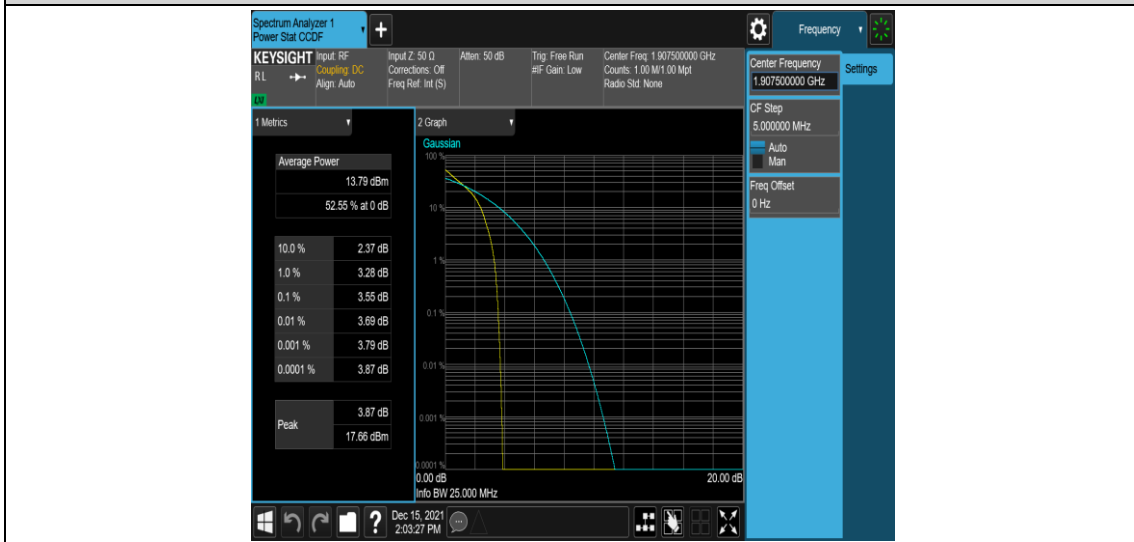 Spectrum Analyzer 1
Power Stat CCDF
Frequency
KEYSIGHT
RL
LXI
Input: RF
Coupling: DC
Align: Auto
Input Z: 50 Ω
Corrections: Off
Freq Ref: Int (S)
Atten: 50 dB
Trig: Free Run
#IF Gain: Low
Center Freq: 1.907500000 GHz
Counts: 1.00 M/1.00 Mpt
Radio Std: None
Center Frequency
1.907500000 GHz
Settings
CF Step
5.000000 MHz
Auto
Man
Freq Offset
0 Hz
1 Metrics
Average Power
13.79 dBm
52.55 % at 0 dB
10.0 % 2.37 dB
1.0 % 3.28 dB
0.1 % 3.55 dB
0.01 % 3.69 dB
0.001 % 3.79 dB
0.0001 % 3.87 dB
Peak
3.87 dB
17.66 dBm
2 Graph
Gaussian
100 %
10 %
1 %
0.1 %
0.01 %
0.001 %
0.0001 %
0.00 dB 20.00 dB
Info BW 25.000 MHz
?
Dec 15, 2021
2:03:27 PM